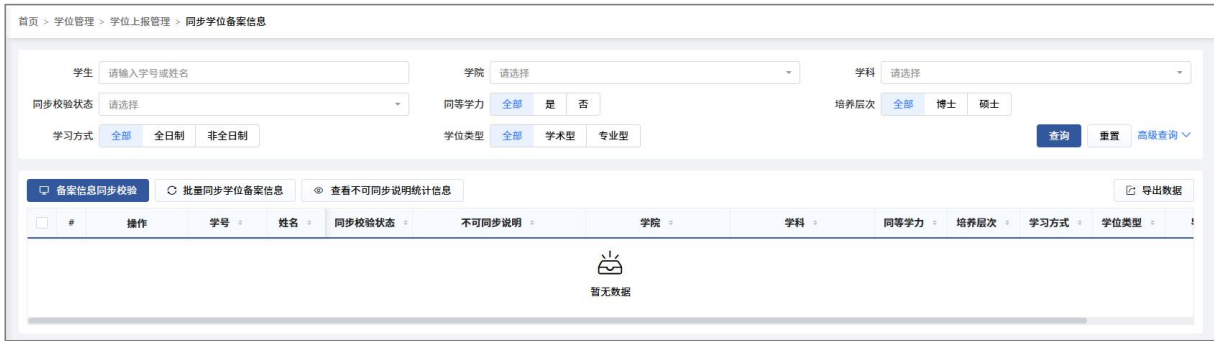 首页 > 学位管理 > 学位上报管理 > 同步学位备案信息
学生 请输入学号或姓名 学院 请选择 学科 请选择
同步校验状态 请选择 同等学力 全部 是 否 培养层次 全部 博士 硕士
学习方式 全部 全日制 非全日制 学位类型 全部 学术型 专业型 查询 重置 高级查询
备案信息同步校验 批量同步学位备案信息 查看不可同步说明统计信息 导出数据
# 操作 学号 姓名 同步校验状态 不可同步说明 学院 学科 同等学力 培养层次 学习方式 学位类型
暂无数据